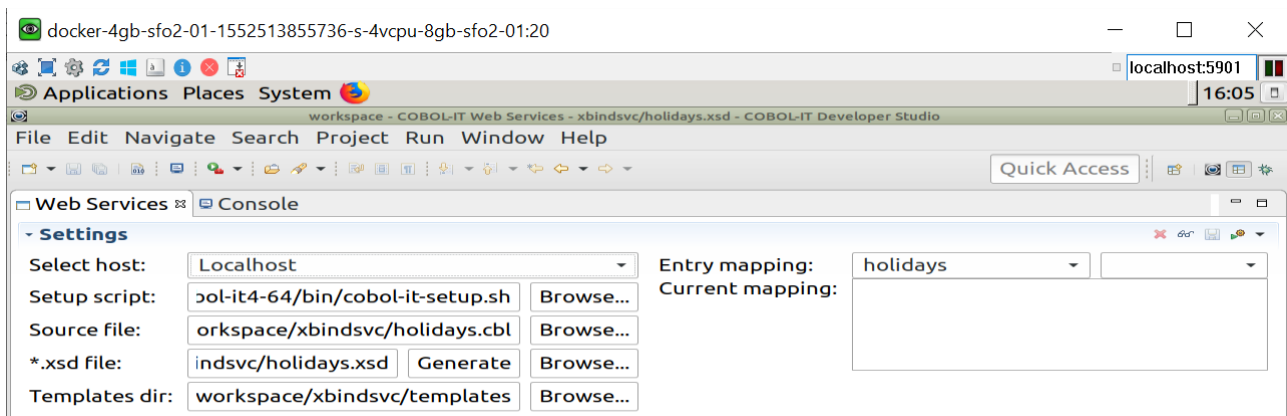 docker-4gb-sfo2-01-1552513855736-s-4vcpu-8gb-sfo2-01:20
localhost:5901
Applications Places System 16:05
workspace - COBOL-IT Web Services - xbindsvc/holidays.xsd - COBOL-IT Developer Studio
File Edit Navigate Search Project Run Window Help
Quick Access
Web Services Console
Settings
Select host: Localhost Entry mapping: holidays
Setup script: ool-it4-64/bin/cobol-it-setup.sh Browse... Current mapping:
Source file: orkspace/xbindsvc/holidays.cbl Browse...
*.xsd file: indsvc/holidays.xsd Generate Browse...
Templates dir: workspace/xbindsvc/templates Browse...